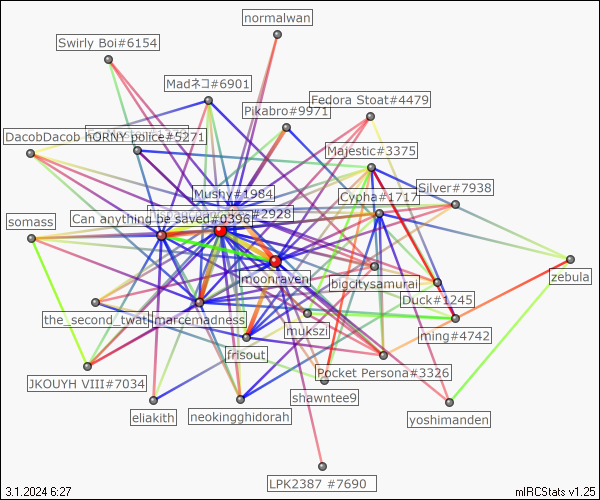 normalwan
Swirly Boi#6154
Madネコ#6901
Fedora Stoat#4479
Pikabro#9971
DacobDacob
hORNY police#5271
Majestic#3375
Mushy#1984
Cypha#1717
Silver#7938
somass
Can anything be saved#0396
#2928
zebula
moonraven
bigcitysamurai
Duck#1245
the_second_twat
marcemadness
mukszi
ming#4742
frisout
Pocket Persona#3326
JKOUYH VIII#7034
shawntee9
eliakith
neokingghidorah
yoshimanden
LPK2387 #7690
3.1.2024 6:27
mIRCStats v1.25